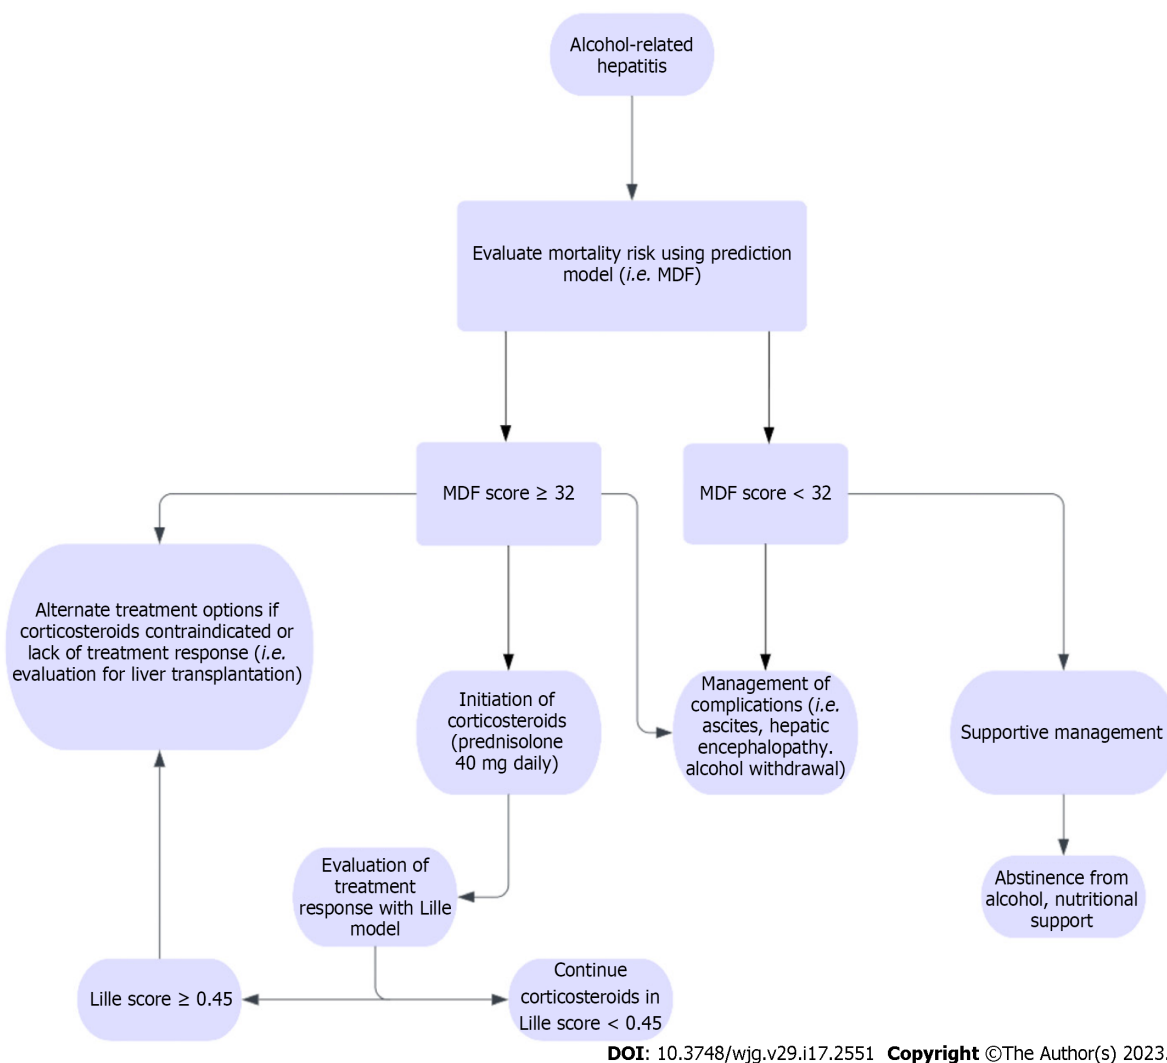 Alcohol-related
hepatitis
Evaluate mortality risk using prediction
model (i.e. MDF)
MDF score ≥ 32
MDF score < 32
Alternate treatment options if
corticosteroids contraindicated or
lack of treatment response (i.e.
evaluation for liver transplantation)
Initiation of
corticosteroids
(prednisolone
40 mg daily)
Management of
complications (i.e.
ascites, hepatic
encephalopathy.
alcohol withdrawal)
Supportive management
Evaluation of
treatment
response with Lille
model
Abstinence from
alcohol, nutritional
support
Lille score ≥ 0.45
Continue
corticosteroids in
Lille score < 0.45
DOI: 10.3748/wjg.v29.i17.2551 Copyright ©The Author(s) 2023.